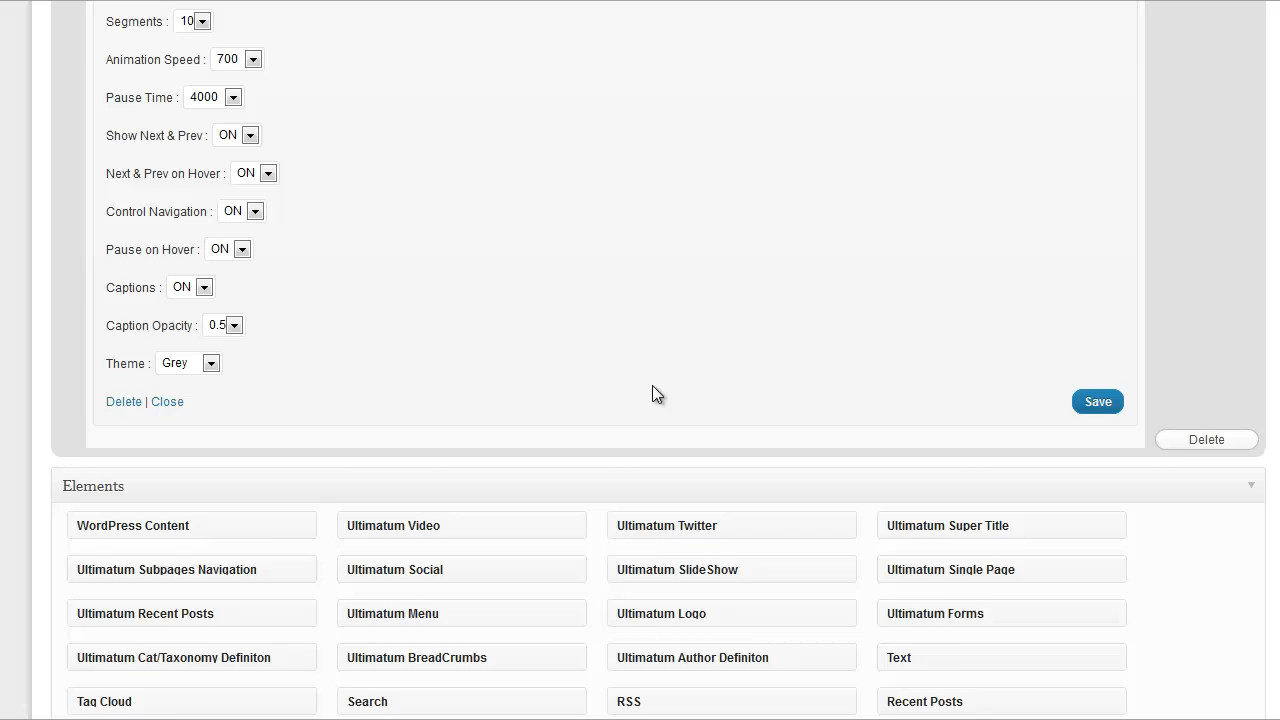 Segments : 10
Animation Speed : 700
Pause Time : 4000
Show Next & Prev : ON
Next & Prev on Hover : ON
Control Navigation : ON
Pause on Hover : ON
Captions : ON
Caption Opacity : 0.5
Theme : Grey
Delete | Close Save
Delete
Elements
WordPress Content Ultimatum Video Ultimatum Twitter Ultimatum Super Title
Ultimatum Subpages Navigation Ultimatum Social Ultimatum SlideShow Ultimatum Single Page
Ultimatum Recent Posts Ultimatum Menu Ultimatum Logo Ultimatum Forms
Ultimatum Cat/Taxonomy Definiton Ultimatum BreadCrumbs Ultimatum Author Definiton Text
Tag Cloud Search RSS Recent Posts